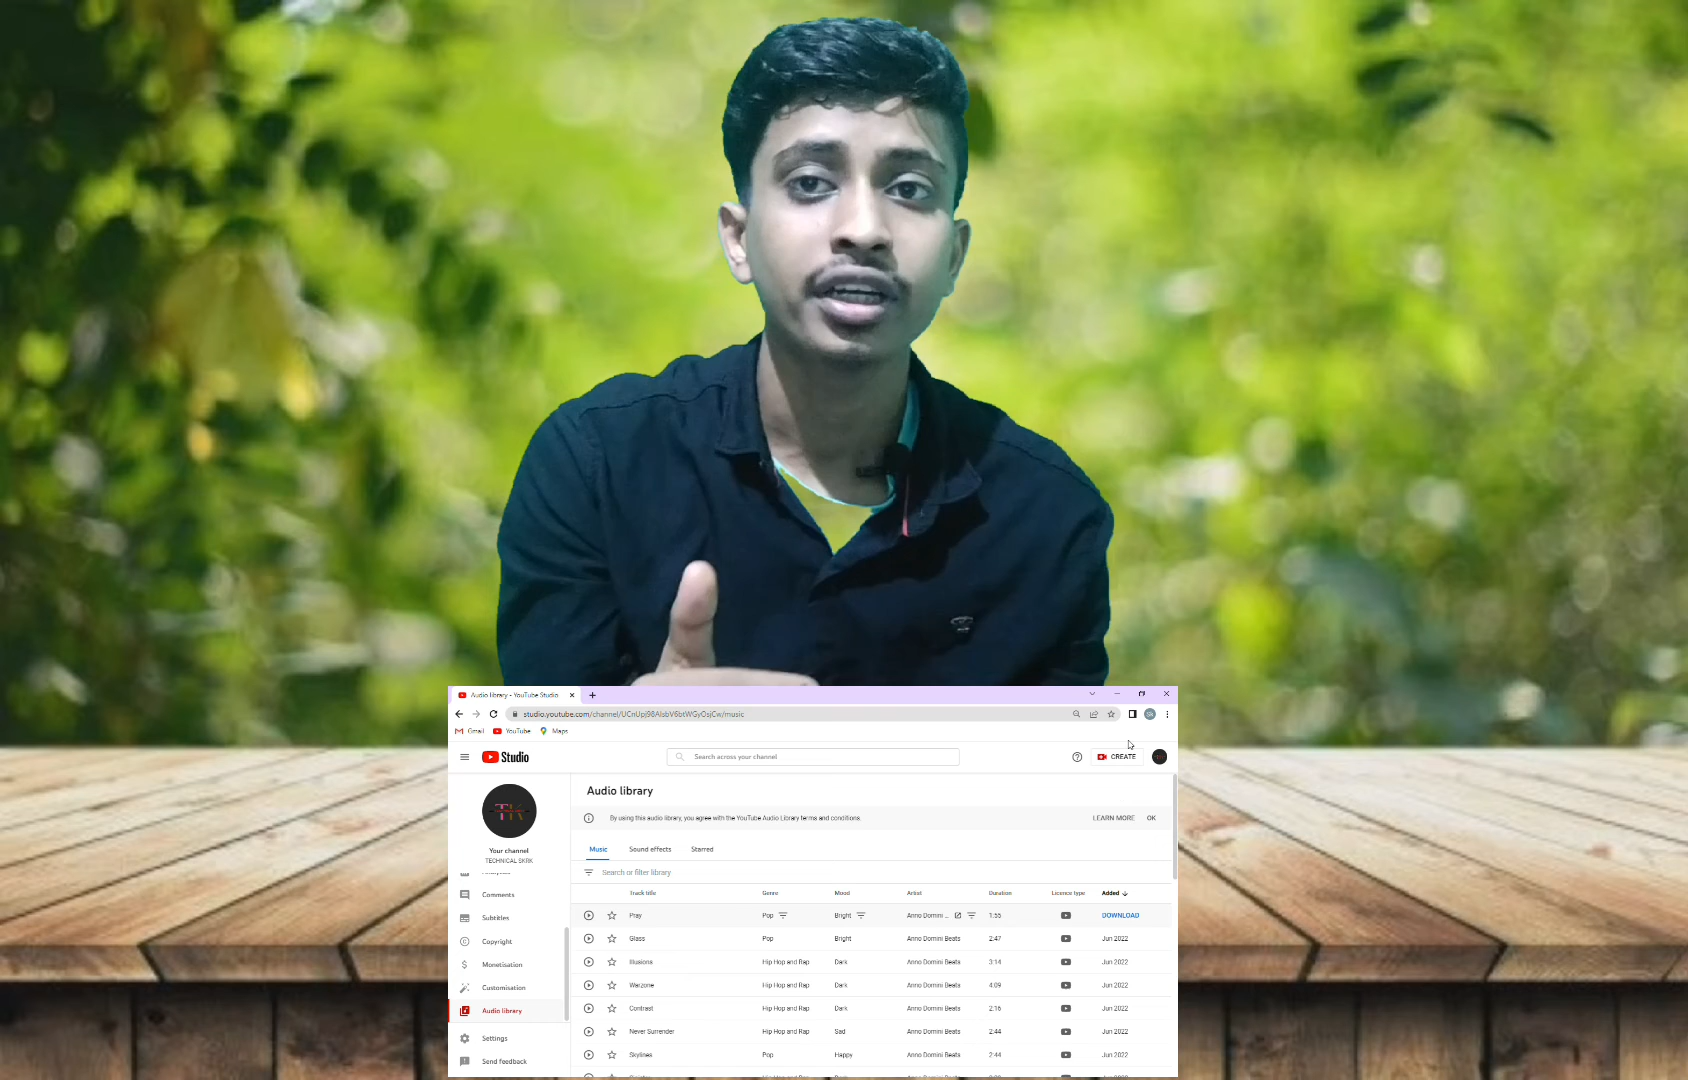 Audio library - YouTube Studio
studio.youtube.com/channel/UCnUpj98AlsbV6btWGyOsjCw/music
Gmail YouTube Maps
Studio
Search across your channel
CREATE
TK
Your channel
TECHNICAL SKRK
Comments
Subtitles
Copyright
Monetisation
Customisation
Audio library
Settings
Send feedback
Audio library
By using this audio library, you agree with the YouTube Audio Library terms and conditions.
LEARN MORE OK
Music Sound effects Starred
Search or filter library
Track title Genre Mood Artist Duration Licence type Added
Pray Pop Bright Anno Domini ... 1:55 DOWNLOAD
Glass Pop Bright Anno Domini Beats 2:47 Jun 2022
Illusions Hip Hop and Rap Dark Anno Domini Beats 3:14 Jun 2022
Warzone Hip Hop and Rap Dark Anno Domini Beats 4:09 Jun 2022
Contrast Hip Hop and Rap Dark Anno Domini Beats 2:16 Jun 2022
Never Surrender Hip Hop and Rap Sad Anno Domini Beats 2:44 Jun 2022
Skylines Pop Happy Anno Domini Beats 2:44 Jun 2022